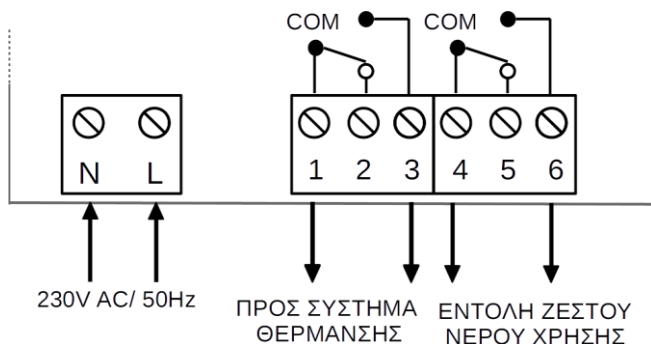 COM COM
N L 1 2 3 4 5 6
230V AC/ 50Hz
ΠΡΟΣ ΣΥΣΤΗΜΑ
ΘΕΡΜΑΝΣΗΣ
ΕΝΤΟΛΗ ΖΕΣΤΟΥ
ΝΕΡΟΥ ΧΡΗΣΗΣ